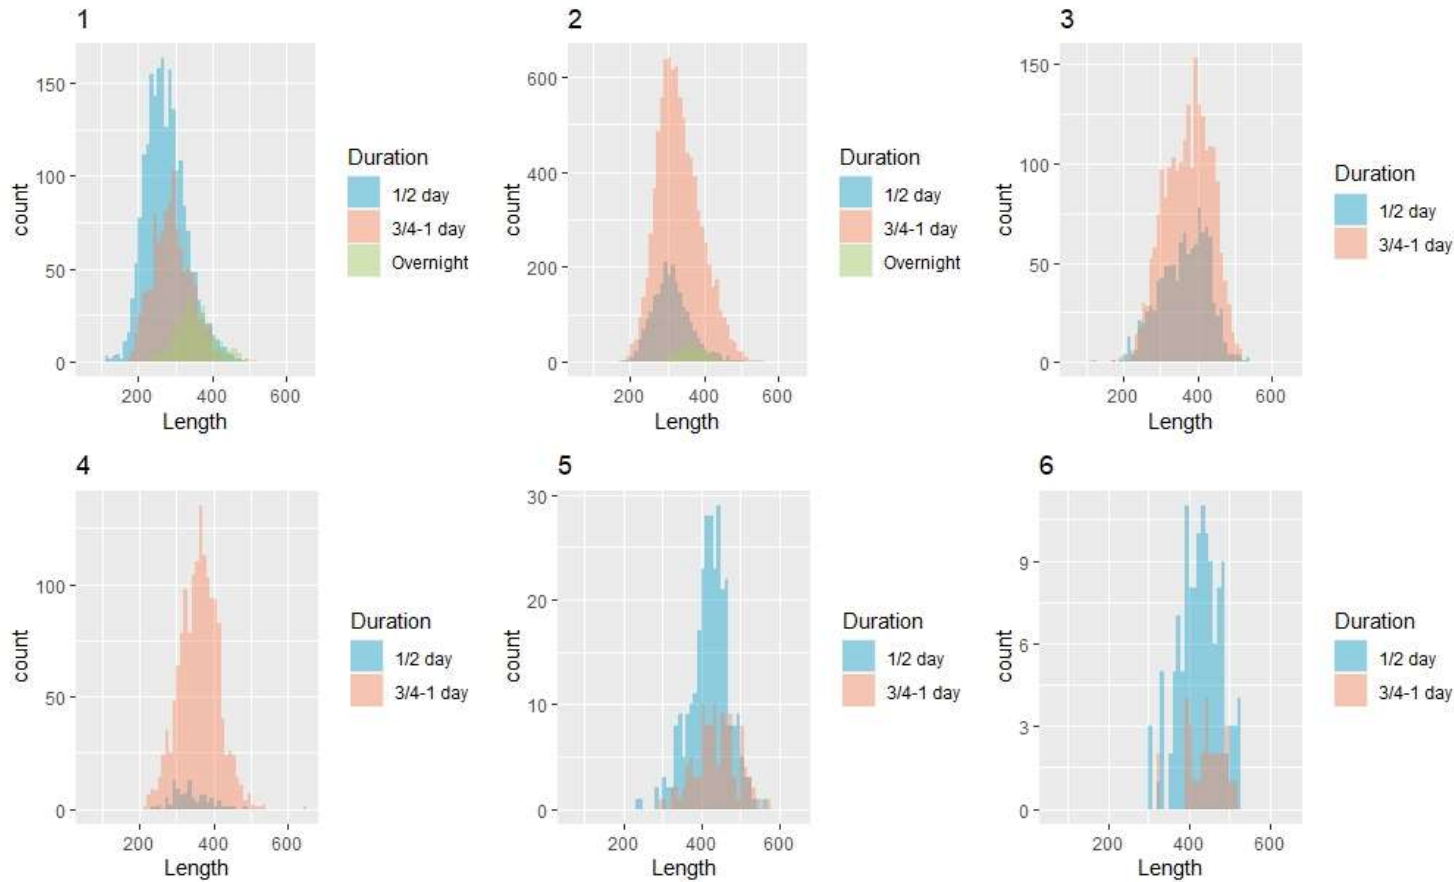 1
150
100
50
0
count
200 400 600
Length
Duration
1/2 day
3/4-1 day
Overnight
2
600
400
200
0
count
200 400 600
Length
Duration
1/2 day
3/4-1 day
Overnight
3
150
100
50
0
count
200 400 600
Length
Duration
1/2 day
3/4-1 day
4
100
50
0
count
200 400 600
Length
Duration
1/2 day
3/4-1 day
5
30
20
10
0
count
200 400 600
Length
Duration
1/2 day
3/4-1 day
6
9
6
3
0
count
200 400 600
Length
Duration
1/2 day
3/4-1 day